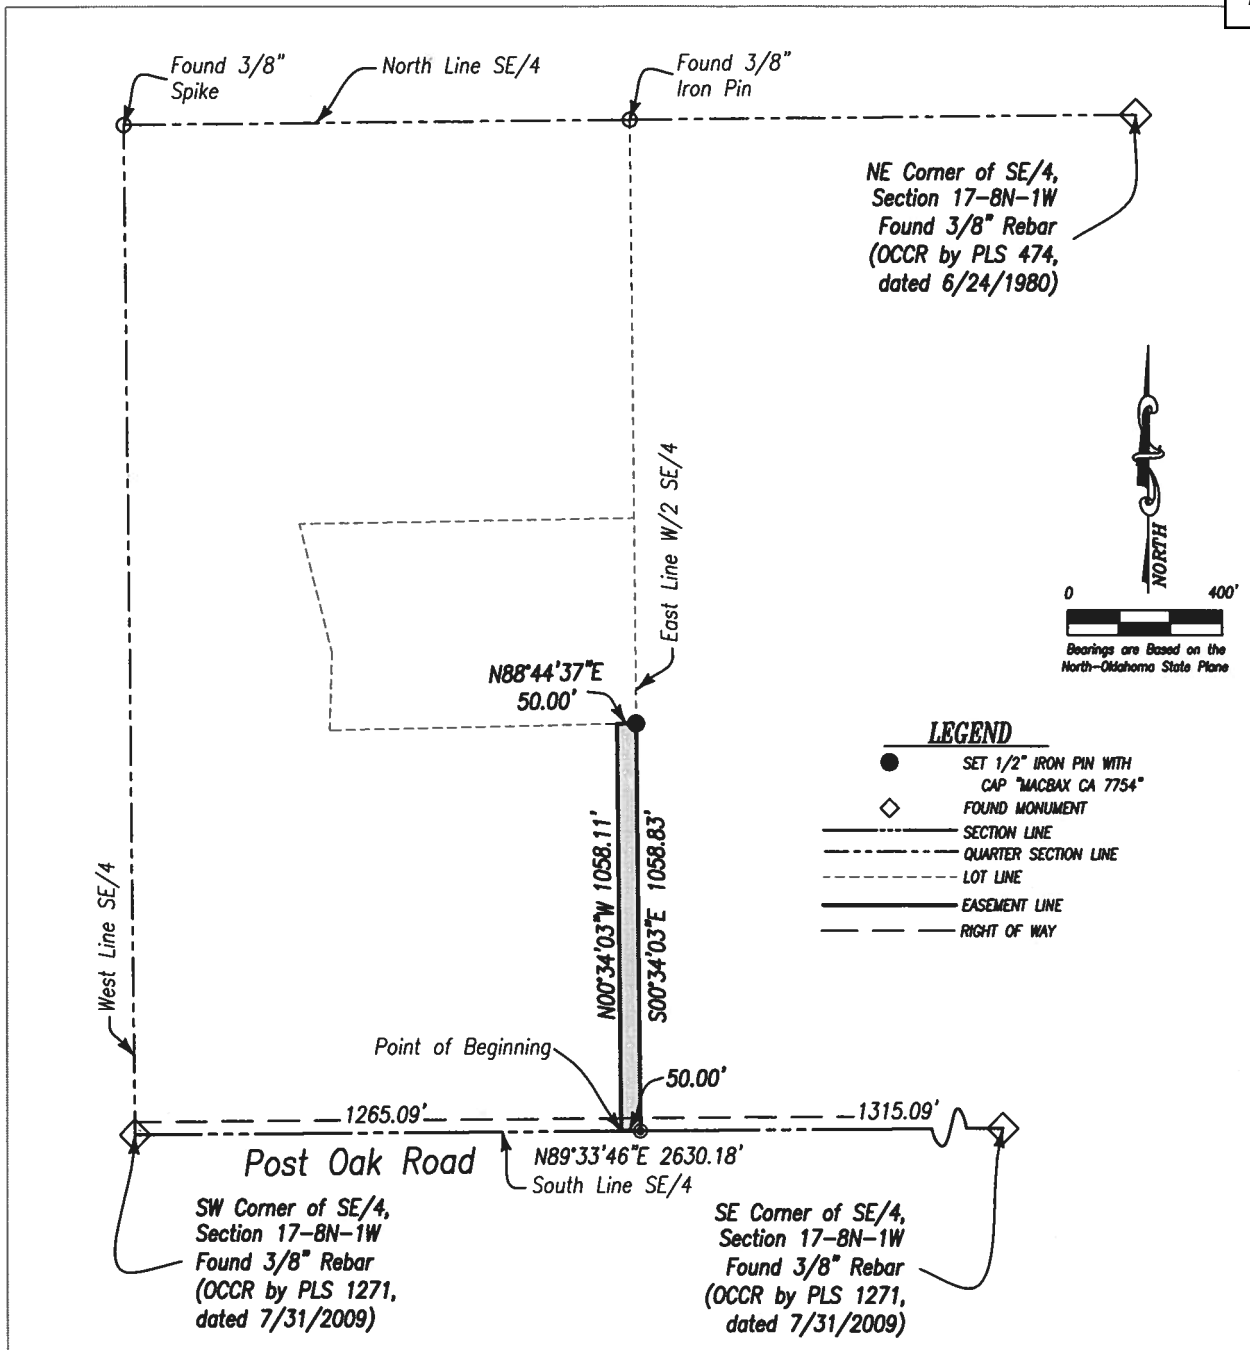 Found 3/8"
Spike
North Line SE/4
Found 3/8"
Iron Pin
NE Corner of SE/4,
Section 17-8N-1W
Found 3/8" Rebar
(OCCR by PLS 474,
dated 6/24/1980)
NORTH
0 400'
Bearings are Based on the
North-Oklahoma State Plane
East Line W/2 SE/4
N88°44'37"E
50.00'
LEGEND
SET 1/2" IRON PIN WITH
CAP "MACBAX CA 7754"
FOUND MONUMENT
SECTION LINE
QUARTER SECTION LINE
LOT LINE
EASEMENT LINE
RIGHT OF WAY
West Line SE/4
N00°34'03"W 1058.11'
S00°34'03"E 1058.83'
Point of Beginning
50.00'
1265.09'
1315.09'
Post Oak Road
N89°33'46"E 2630.18'
South Line SE/4
SW Corner of SE/4,
Section 17-8N-1W
Found 3/8" Rebar
(OCCR by PLS 1271,
dated 7/31/2009)
SE Corner of SE/4,
Section 17-8N-1W
Found 3/8" Rebar
(OCCR by PLS 1271,
dated 7/31/2009)